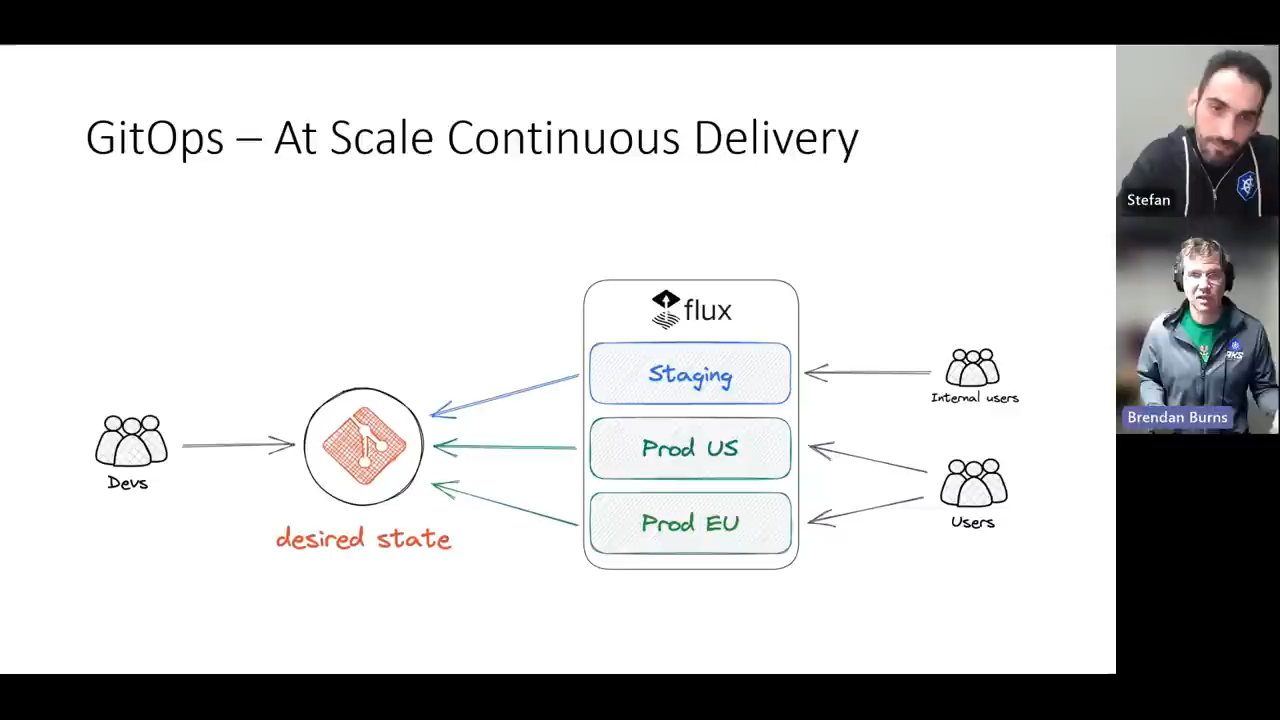 GitOps – At Scale Continuous Delivery
flux
Staging
Prod US
Prod EU
Devs
desired state
Internal users
Users
Stefan
AKS
Brendan Burns